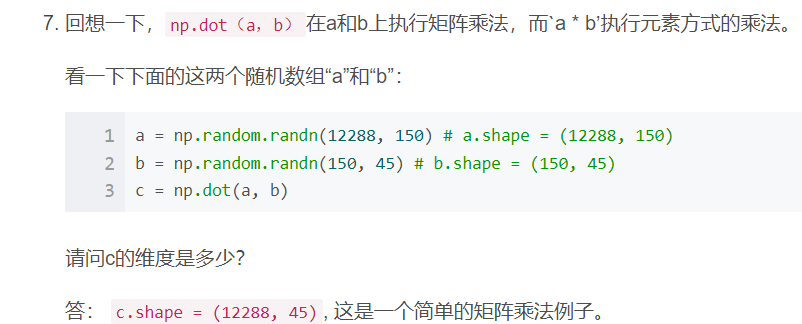 7. 回想一下， np.dot（a，b） 在a和b上执行矩阵乘法，而`a * b’执行元素方式的乘法。
看一下下面的这两个随机数组“a”和“b”：
1 a = np.random.randn(12288, 150) # a.shape = (12288, 150)
2 b = np.random.randn(150, 45) # b.shape = (150, 45)
3 c = np.dot(a, b)
请问c的维度是多少？
答： c.shape = (12288, 45) , 这是一个简单的矩阵乘法例子。